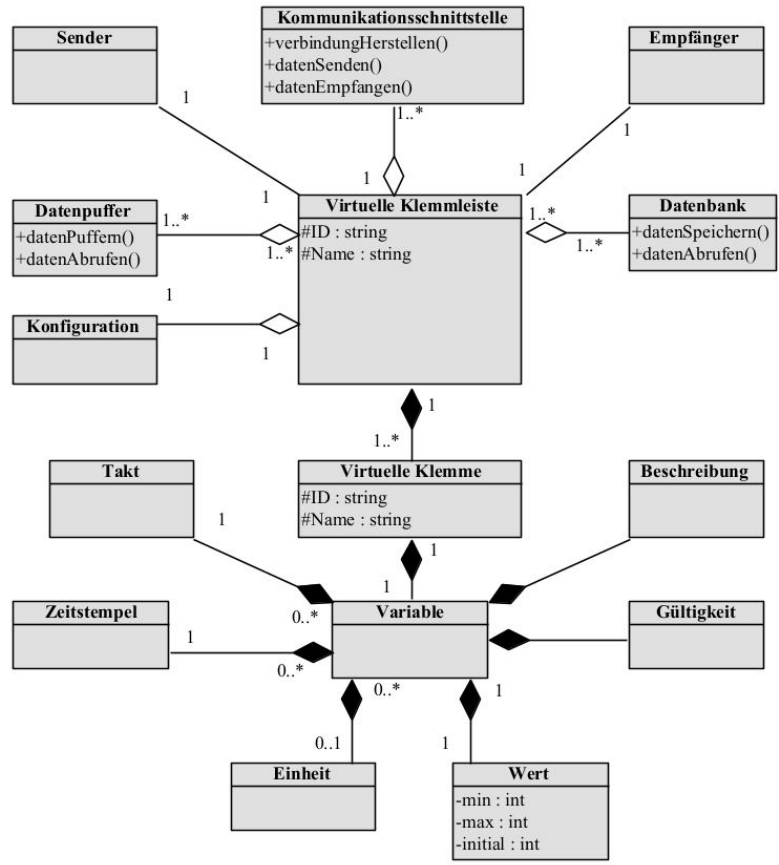 Sender
Kommunikationsschnittstelle
+verbindungHerstellen()
+datenSenden()
+datenEmpfangen()
Empfänger
1
1..*
1
1
1
1
Datenpuffer
+datenPuffern()
+datenAbrufen()
1..*
1..*
Virtuelle Klemmleiste
#ID : string
#Name : string
1..*
1..*
Datenbank
+datenSpeichern()
+datenAbrufen()
1
Konfiguration
1
1
1..*
Takt
1
Virtuelle Klemme
#ID : string
#Name : string
Beschreibung
1
1
0..*
Zeitstempel
1
0..*
Variable
Gültigkeit
0..*
1
0..1
1
Einheit
Wert
-min : int
-max : int
-initial : int